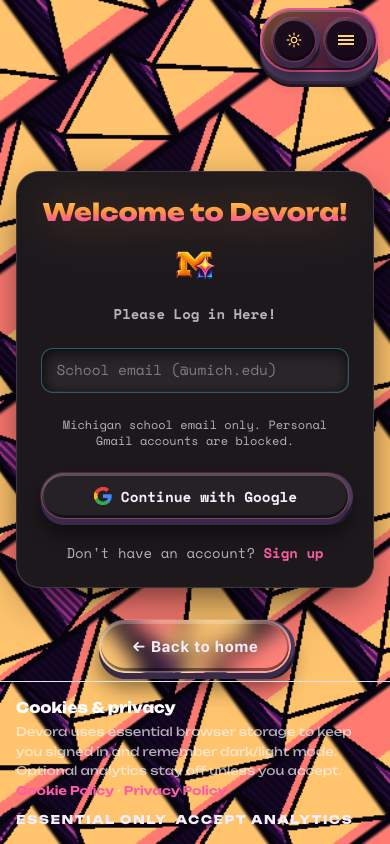 Welcome to Devora!
M
Please Log in Here!
School email (@umich.edu)
Michigan school email only. Personal
Gmail accounts are blocked.
Continue with Google
Don't have an account? Sign up
← Back to home
Cookies & privacy
Devora uses essential browser storage to keep
you signed in and remember dark/light mode.
Optional analytics stay off unless you accept.
Cookie Policy · Privacy Policy
ESSENTIAL ONLY ACCEPT ANALYTICS